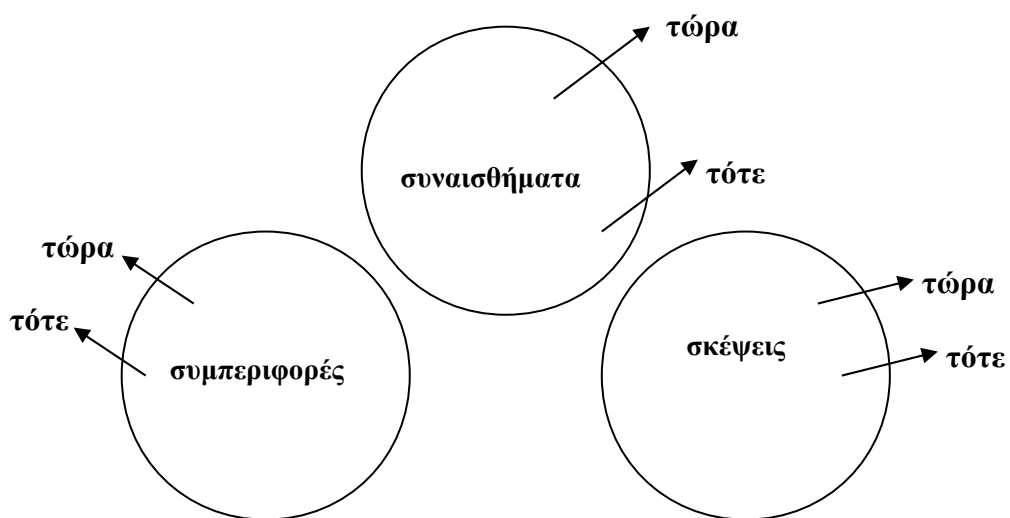 τώρα
συναισθήματα
τότε
τώρα
τότε
συμπεριφορές
τώρα
σκέψεις
τότε